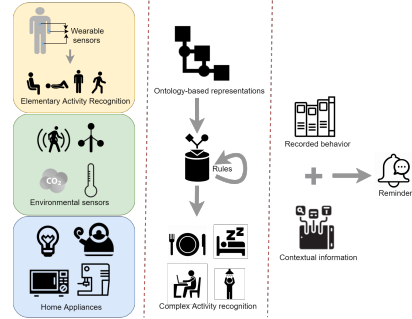 Wearable
sensors
Elementary Activity Recognition
CO2
Environmental sensors
Home Appliances
Ontology-based representations
Rules
Complex Activity recognition
Recorded behavior
Contextual information
Reminder